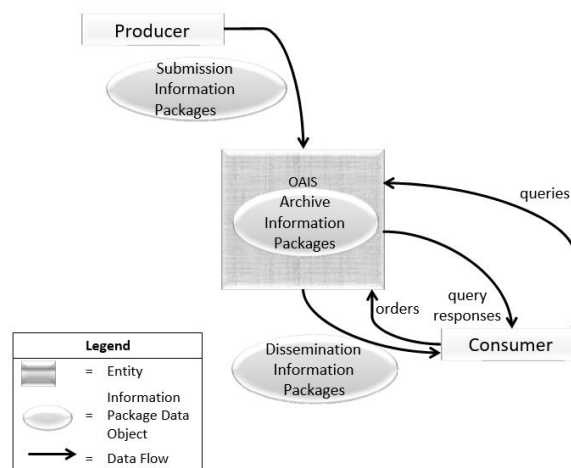 Producer
Submission
Information
Packages
OAIS
Archive
Information
Packages
queries
query
responses
orders
Consumer
Dissemination
Information
Packages
Legend
= Entity
Information
= Package Data
Object
= Data Flow